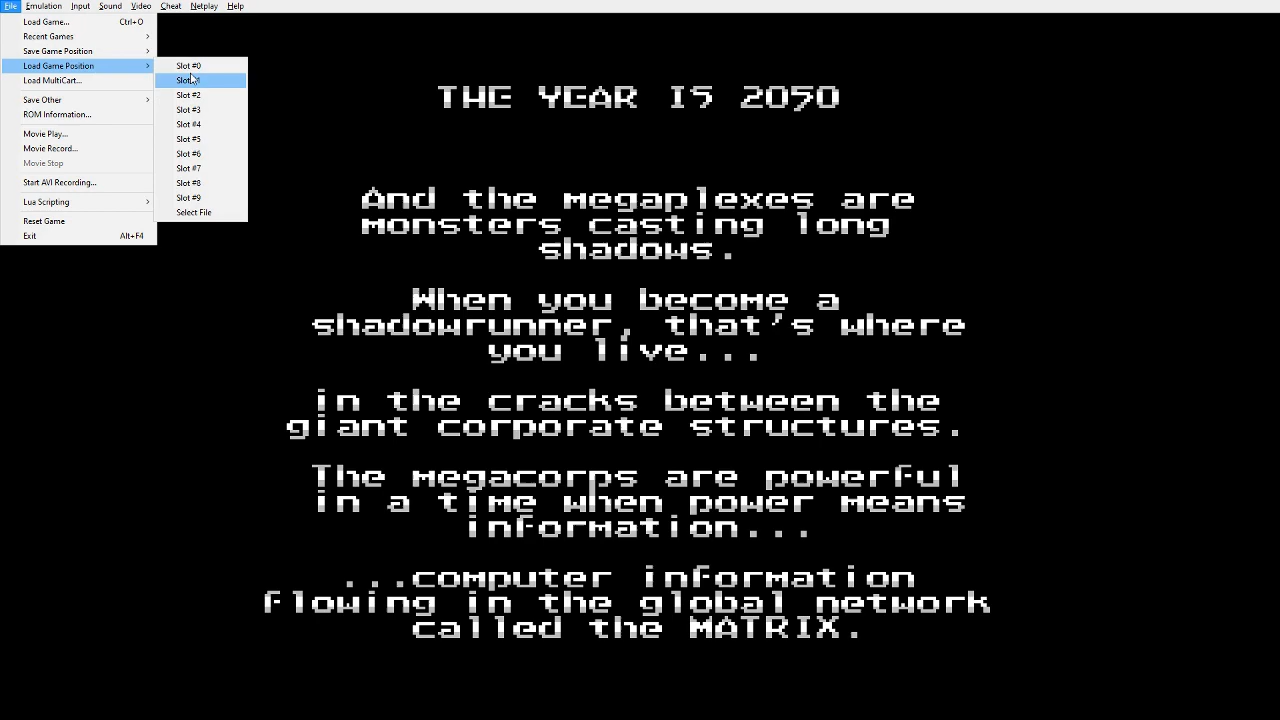 File Emulation Input Sound Video Cheat Netplay Help
Load Game... Ctrl+O
Recent Games
Save Game Position
Load Game Position
Load MultiCart...
Save Other
ROM Information...
Movie Play...
Movie Record...
Movie Stop
Start AVI Recording...
Lua Scripting
Reset Game
Exit Alt+F4
Slot #0
Slot #1
Slot #2
Slot #3
Slot #4
Slot #5
Slot #6
Slot #7
Slot #8
Slot #9
Select File
THE YEAR IS 2050
And the megaplexes are
monsters casting long
shadows.
When you become a
shadowrunner, that's where
you live...
in the cracks between the
giant corporate structures.
The megacorps are powerful
in a time when power means
information...
...computer information
flowing in the global network
called the MATRIX.